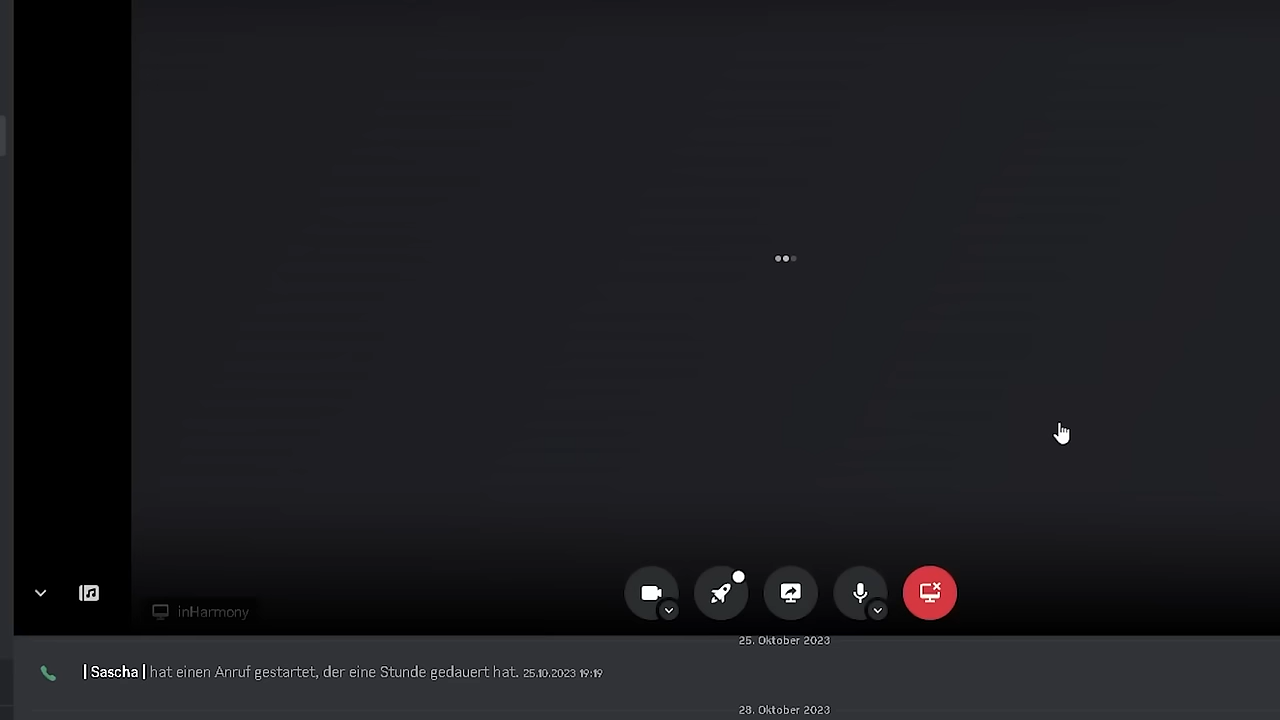 inHarmony
25. Oktober 2023
| Sascha | hat einen Anruf gestartet, der eine Stunde gedauert hat. 25.10.2023 19:19
28. Oktober 2023